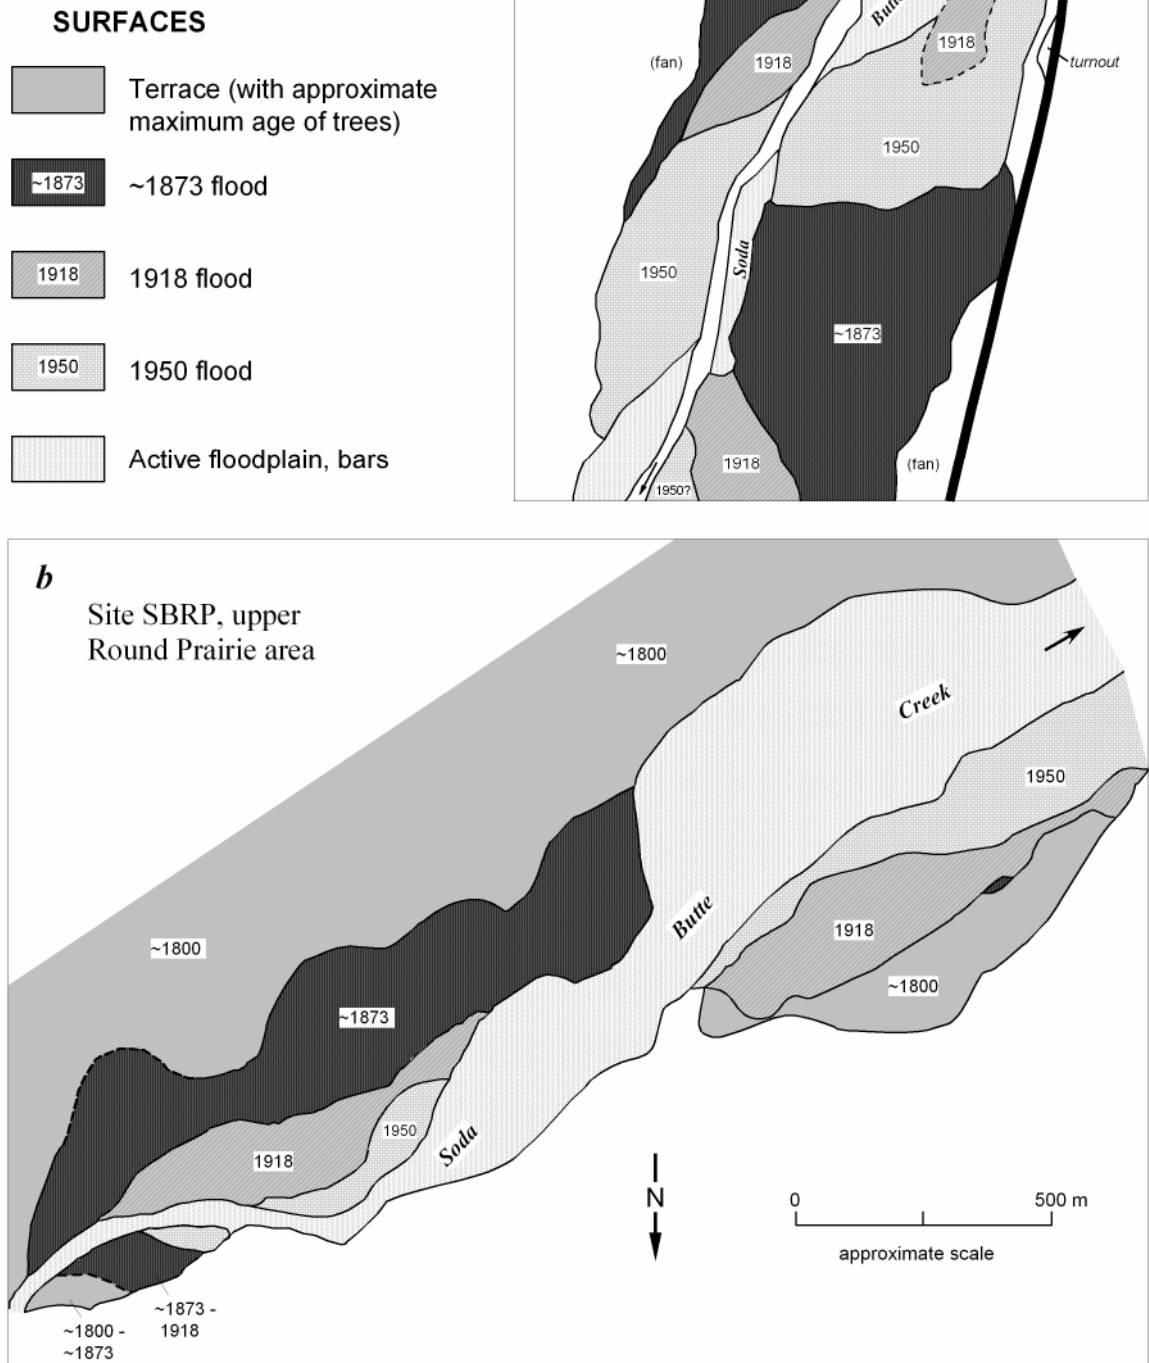 SURFACES
Terrace (with approximate
maximum age of trees)
~1873
~1873 flood
1918
1918 flood
1950
1950 flood
Active floodplain, bars
(fan)
1918
1918
turnout
1950
Soda
1950
~1873
1918
(fan)
1950?
b
Site SBRP, upper
Round Prairie area
~1800
Creek
1950
Butte
1918
~1800
~1800
~1873
1950
Soda
1918
N
0 500 m
approximate scale
~1873 -
1918
~1800 -
~1873